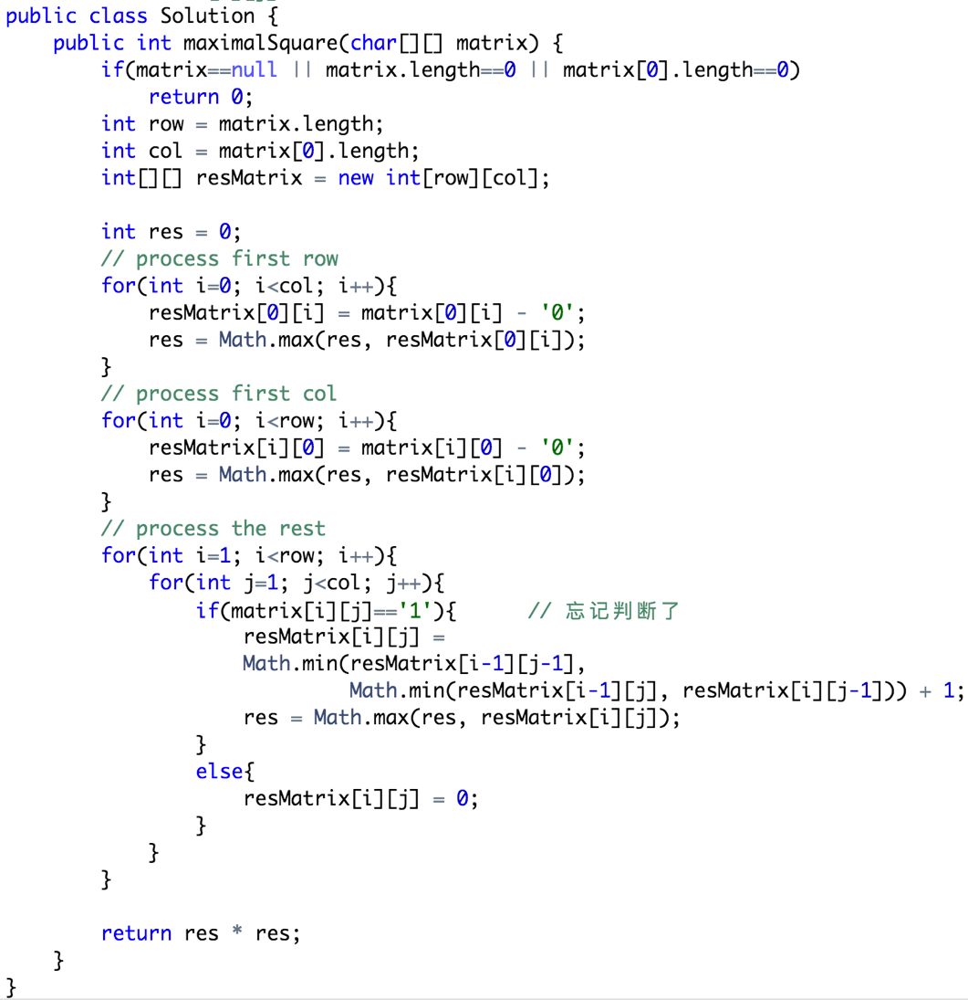 public class Solution {
    public int maximalSquare(char[][] matrix) {
        if(matrix==null || matrix.length==0 || matrix[0].length==0)
            return 0;
        int row = matrix.length;
        int col = matrix[0].length;
        int[][] resMatrix = new int[row][col];

        int res = 0;
        // process first row
        for(int i=0; i<col; i++){
            resMatrix[0][i] = matrix[0][i] - '0';
            res = Math.max(res, resMatrix[0][i]);
        }
        // process first col
        for(int i=0; i<row; i++){
            resMatrix[i][0] = matrix[i][0] - '0';
            res = Math.max(res, resMatrix[i][0]);
        }
        // process the rest
        for(int i=1; i<row; i++){
            for(int j=1; j<col; j++){
                if(matrix[i][j]=='1'){      // 忘记判断了
                    resMatrix[i][j] =
                    Math.min(resMatrix[i-1][j-1],
                             Math.min(resMatrix[i-1][j], resMatrix[i][j-1])) + 1;
                    res = Math.max(res, resMatrix[i][j]);
                }
                else{
                    resMatrix[i][j] = 0;
                }
            }
        }

        return res * res;
    }
}